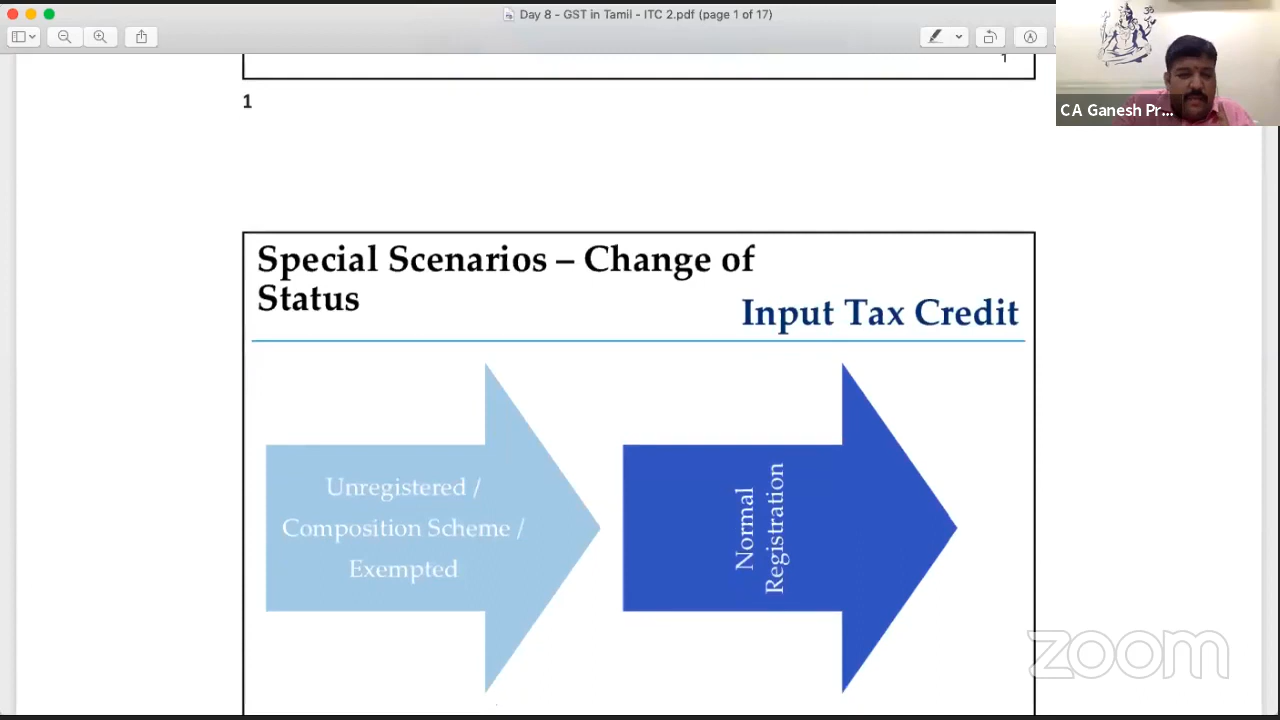 Day 8 - GST in Tamil - ITC 2.pdf (page 1 of 17)
CA Ganesh Pr...
1
1
Special Scenarios – Change of
Status
Input Tax Credit
Unregistered /
Composition Scheme /
Exempted
Normal
Registration
zoom